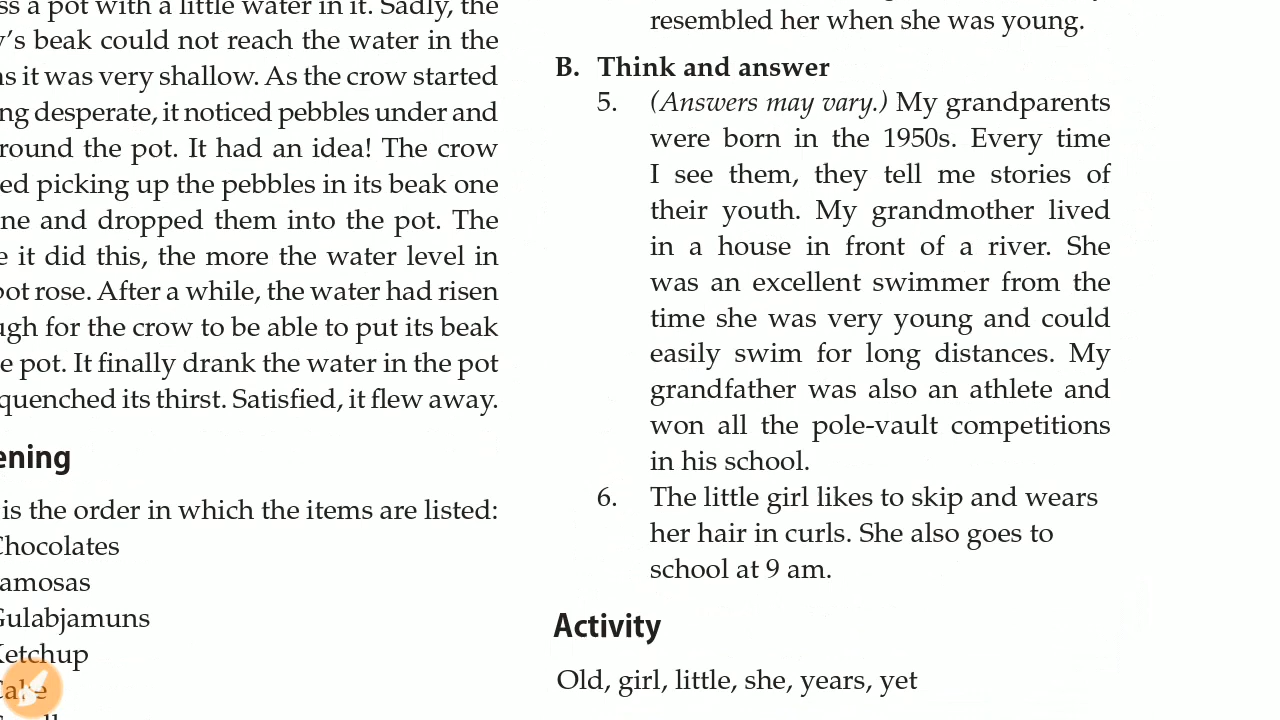 ss a pot with a little water in it. Sadly, the
y's beak could not reach the water in the
as it was very shallow. As the crow started
ng desperate, it noticed pebbles under and
round the pot. It had an idea! The crow
ed picking up the pebbles in its beak one
ne and dropped them into the pot. The
e it did this, the more the water level in
pot rose. After a while, the water had risen
ugh for the crow to be able to put its beak
e pot. It finally drank the water in the pot
quenched its thirst. Satisfied, it flew away.
ening
is the order in which the items are listed:
Chocolates
amosas
Gulabjamuns
Ketchup
Cake
resembled her when she was young.
B. Think and answer
5. (Answers may vary.) My grandparents
were born in the 1950s. Every time
I see them, they tell me stories of
their youth. My grandmother lived
in a house in front of a river. She
was an excellent swimmer from the
time she was very young and could
easily swim for long distances. My
grandfather was also an athlete and
won all the pole-vault competitions
in his school.
6. The little girl likes to skip and wears
her hair in curls. She also goes to
school at 9 am.
Activity
Old, girl, little, she, years, yet